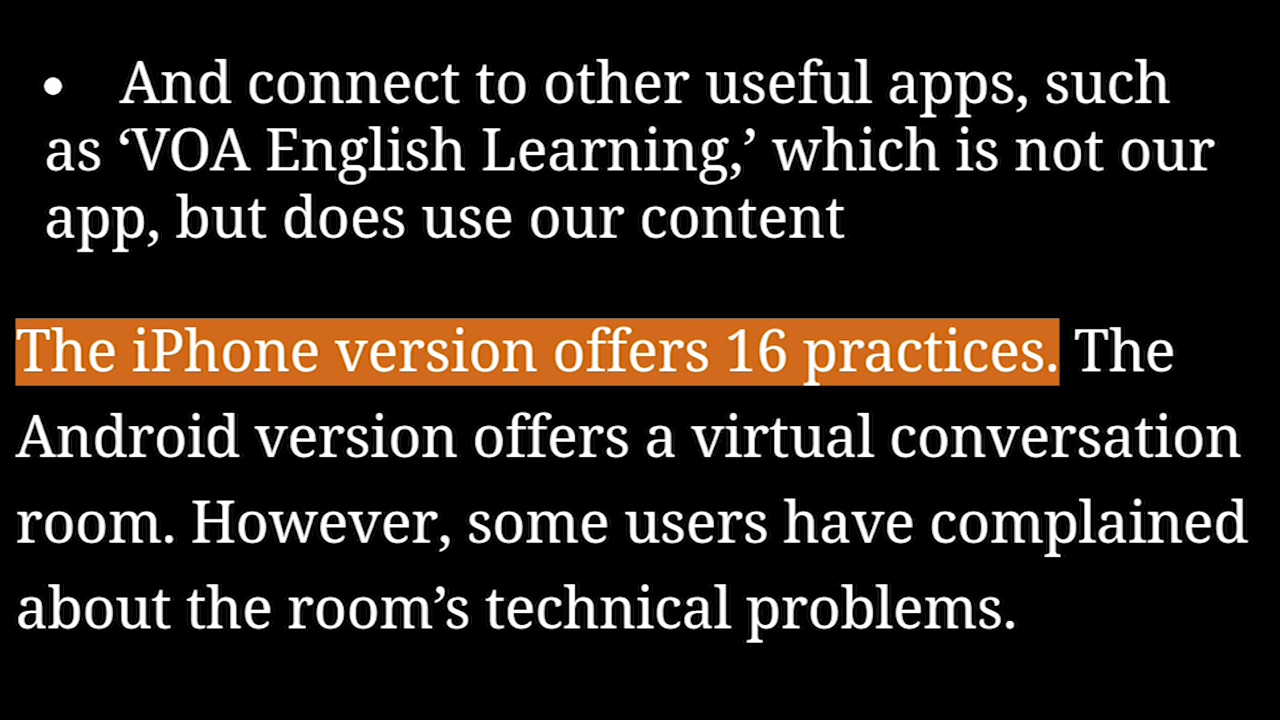 • And connect to other useful apps, such
as ‘VOA English Learning,’ which is not our
app, but does use our content
The iPhone version offers 16 practices. The
Android version offers a virtual conversation
room. However, some users have complained
about the room’s technical problems.